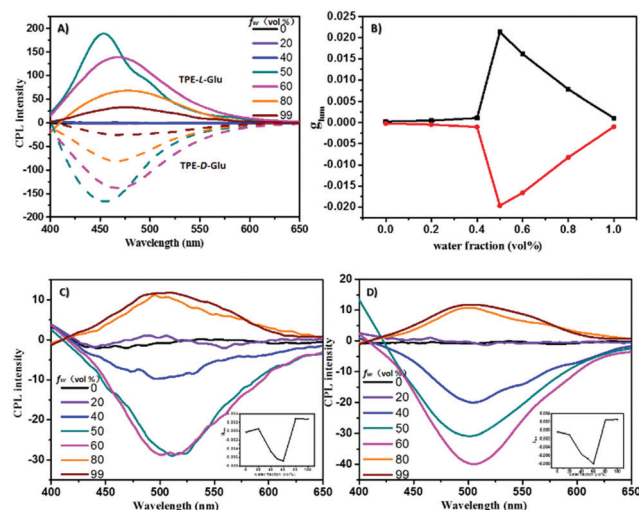 A)
fw (vol %)
0
20
40
50
60
80
99
TPE-L-Glu
TPE-D-Glu
CPL intensity
250
200
150
100
50
0
-50
-100
-150
-200
400 450 500 550 600 650
Wavelength (nm)
B)
glum
0.025
0.020
0.015
0.010
0.005
0.000
-0.005
-0.010
-0.015
-0.020
0.0 0.2 0.4 0.6 0.8 1.0
water fraction (vol%)
C)
CPL intensity
10
0
-10
-20
-30
fw (vol %)
0
20
40
50
60
80
99
400 450 500 550 600 650
Wavelength (nm)
D)
CPL intensity
20
10
0
-10
-20
-30
-40
fw (vol %)
0
20
40
50
60
80
99
400 450 500 550 600 650
Wavelength (nm)